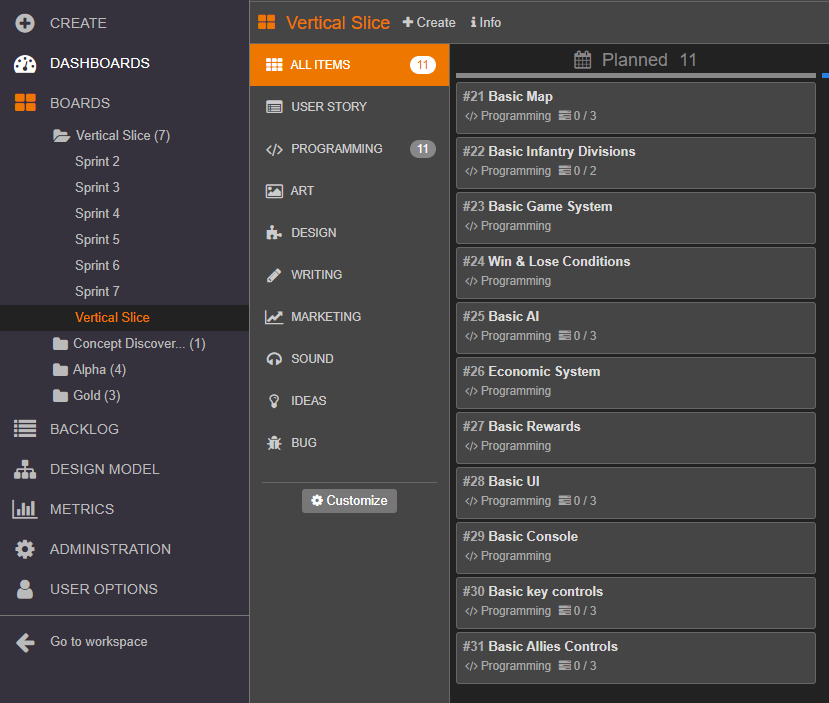 CREATE
DASHBOARDS
BOARDS
Vertical Slice (7)
Sprint 2
Sprint 3
Sprint 4
Sprint 5
Sprint 6
Sprint 7
Vertical Slice
Concept Discover... (1)
Alpha (4)
Gold (3)
BACKLOG
DESIGN MODEL
METRICS
ADMINISTRATION
USER OPTIONS
Go to workspace
Vertical Slice Create Info
ALL ITEMS 11
USER STORY
PROGRAMMING 11
ART
DESIGN
WRITING
MARKETING
SOUND
IDEAS
BUG
Customize
Planned 11
#21 Basic Map
Programming 0 / 3
#22 Basic Infantry Divisions
Programming 0 / 2
#23 Basic Game System
Programming
#24 Win & Lose Conditions
Programming
#25 Basic AI
Programming 0 / 3
#26 Economic System
Programming
#27 Basic Rewards
Programming
#28 Basic UI
Programming 0 / 3
#29 Basic Console
Programming
#30 Basic key controls
Programming 0 / 3
#31 Basic Allies Controls
Programming 0 / 3